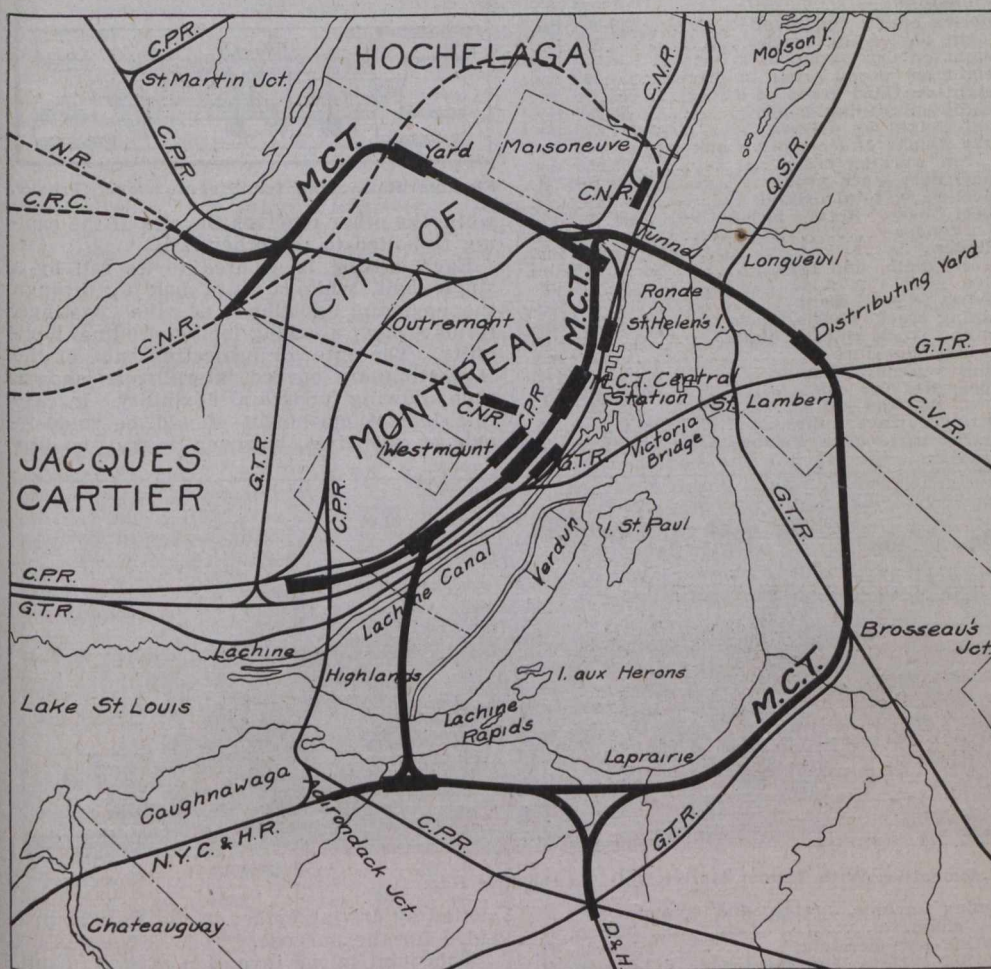 C.P.R.
St. Martin Jct.
HOCHELAGA
C.N.R.
Molson I.
N.R.
C.P.R.
M.C.T.
Yard
Maisoneuve
Q.S.R.
C.R.C.
C.N.R.
CITY OF
MONTREAL
Tunnel
Longueuil
Distributing Yard
Ronde
St. Helen's I.
M.C.T.
Outremont
C.N.R.
G.T.R.
M.C.T. Central
Station
St. Lambert
C.V.R.
C.N.R.
C.P.R.
Westmount
G.T.R.
Victoria
Bridge
JACQUES
CARTIER
G.T.R.
C.P.R.
G.T.R.
I. St. Paul
Verdun
C.P.R.
G.T.R.
Lachine Canal
Lachine
Brosseau's
Jct.
Highlands
I. aux Herons
M.C.T.
Lake St. Louis
Lachine
Rapids
Laprairie
Caughnawaga
Adirondack Jct.
C.P.R.
G.T.R.
N.Y.C. & H.R.
Chateauguay
D. & H.